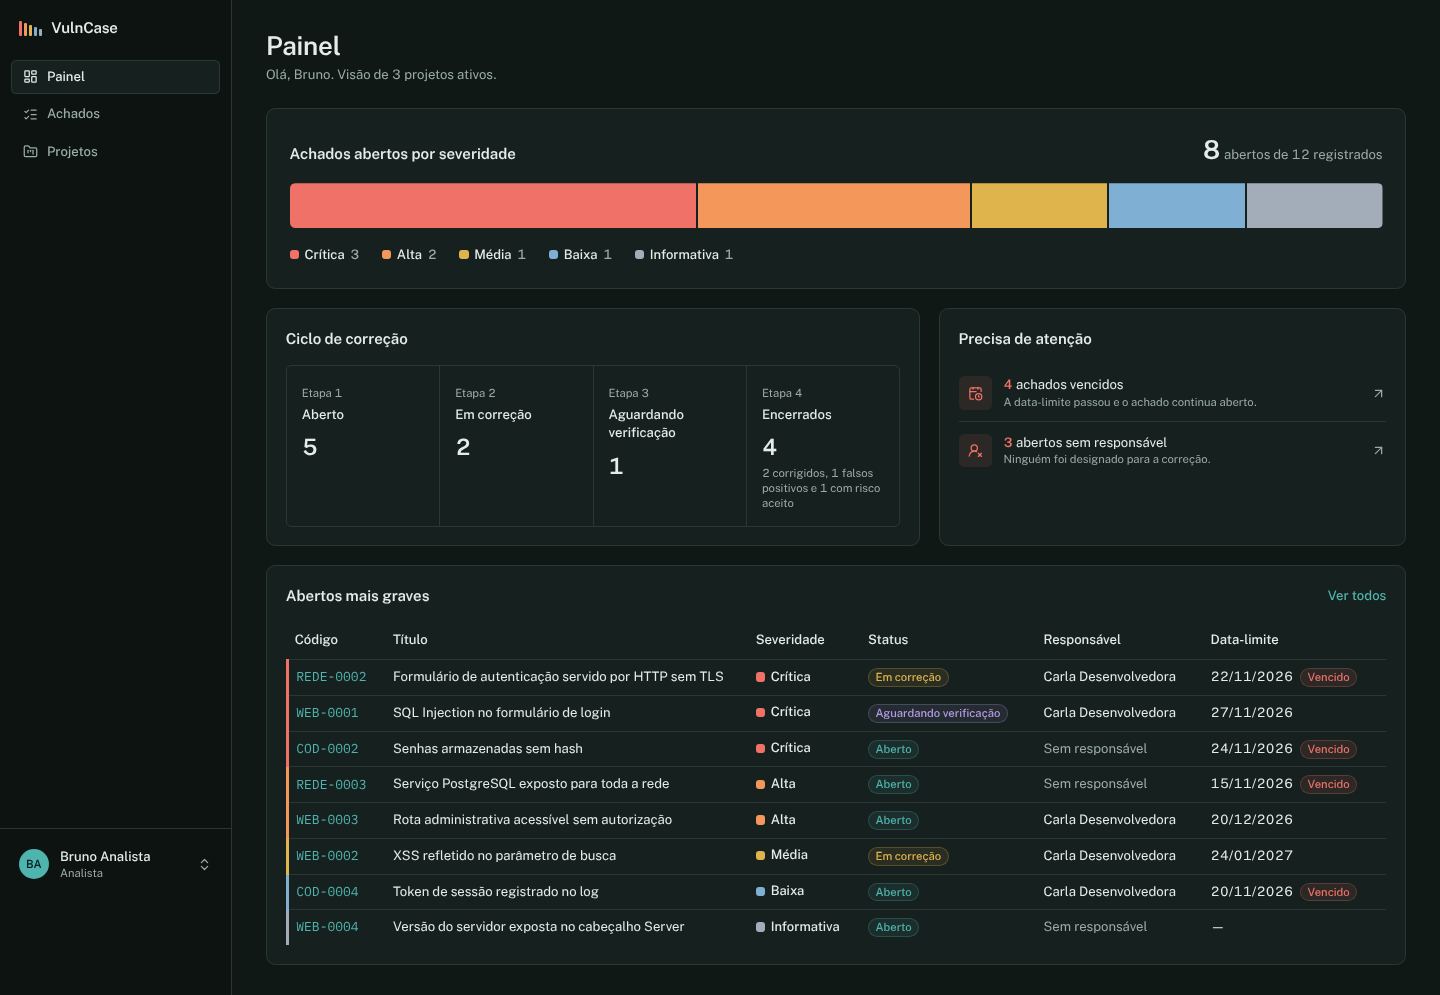 VulnCase
Painel
Achados
Projetos
BA
Bruno Analista
Analista
Painel
Olá, Bruno. Visão de 3 projetos ativos.
Achados abertos por severidade
8 abertos de 12 registrados
Crítica 3 Alta 2 Média 1 Baixa 1 Informativa 1
Ciclo de correção
Etapa 1
Aberto
5
Etapa 2
Em correção
2
Etapa 3
Aguardando
verificação
1
Etapa 4
Encerrados
4
2 corrigidos, 1 falsos
positivos e 1 com risco
aceito
Precisa de atenção
4 achados vencidos
A data-limite passou e o achado continua aberto.
3 abertos sem responsável
Ninguém foi designado para a correção.
Abertos mais graves
Ver todos
Código Título Severidade Status Responsável Data-limite
REDE-0002 Formulário de autenticação servido por HTTP sem TLS Crítica Em correção Carla Desenvolvedora 22/11/2026 Vencido
WEB-0001 SQL Injection no formulário de login Crítica Aguardando verificação Carla Desenvolvedora 27/11/2026
COD-0002 Senhas armazenadas sem hash Crítica Aberto Sem responsável 24/11/2026 Vencido
REDE-0003 Serviço PostgreSQL exposto para toda a rede Alta Aberto Sem responsável 15/11/2026 Vencido
WEB-0003 Rota administrativa acessível sem autorização Alta Aberto Carla Desenvolvedora 20/12/2026
WEB-0002 XSS refletido no parâmetro de busca Média Em correção Carla Desenvolvedora 24/01/2027
COD-0004 Token de sessão registrado no log Baixa Aberto Carla Desenvolvedora 20/11/2026 Vencido
WEB-0004 Versão do servidor exposta no cabeçalho Server Informativa Aberto Sem responsável —